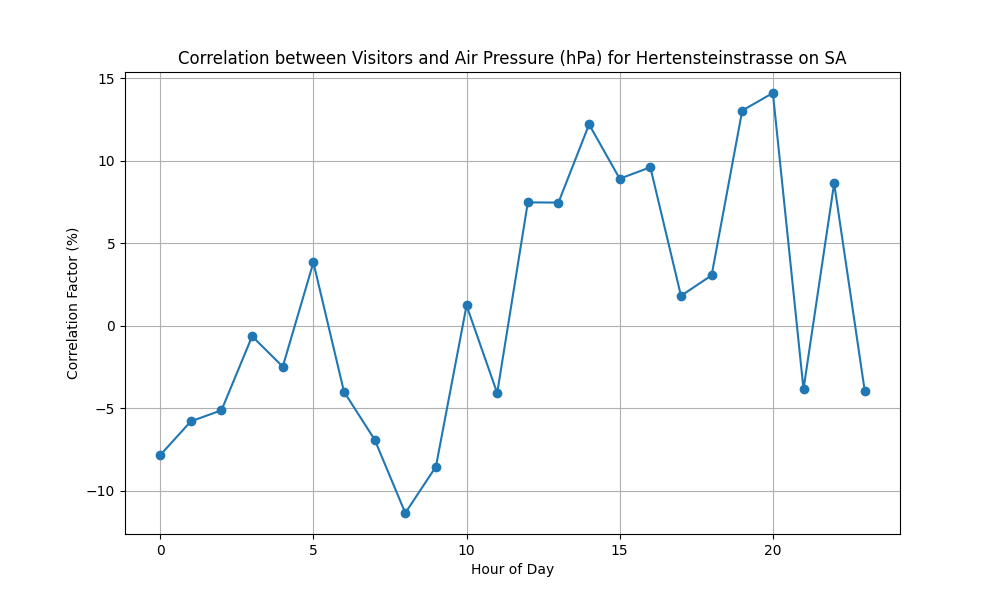 Correlation between Visitors and Air Pressure (hPa) for Hertensteinstrasse on SA
Correlation Factor (%)
15
10
5
0
−5
−10
0 5 10 15 20
Hour of Day